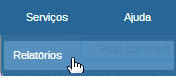 Serviços Ajuda
Relatórios
Post comment